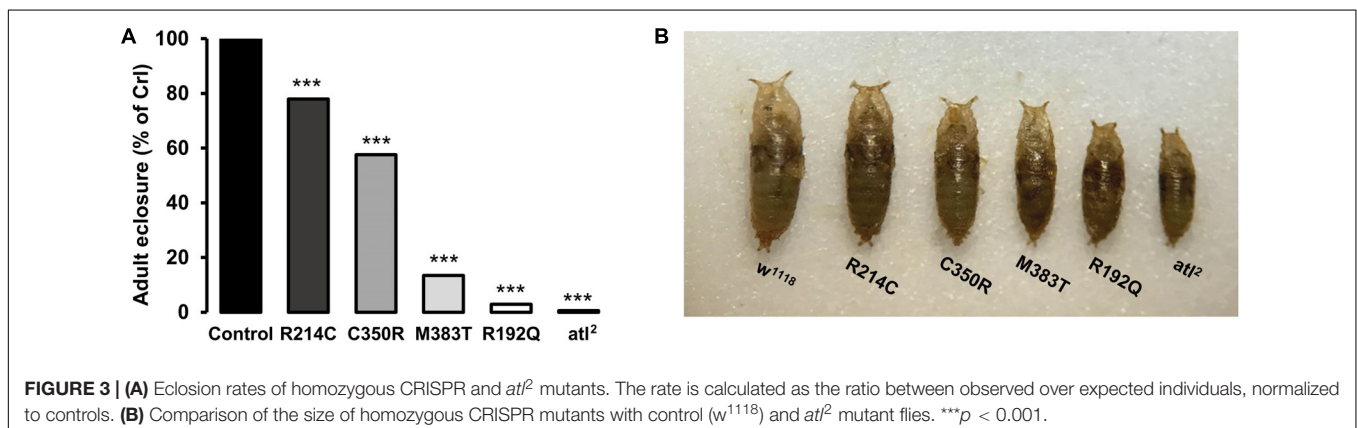 A
B
Adult eclosure (% of Crl)
100
80
60
40
20
0
***
***
***
***
***
Control R214C C350R M383T R192Q atl²
w¹¹¹⁸ R214C C350R M383T R192Q atl²
FIGURE 3 | (A) Eclosion rates of homozygous CRISPR and atl² mutants. The rate is calculated as the ratio between observed over expected individuals, normalized
to controls. (B) Comparison of the size of homozygous CRISPR mutants with control (w¹¹¹⁸) and atl² mutant flies. ***p < 0.001.